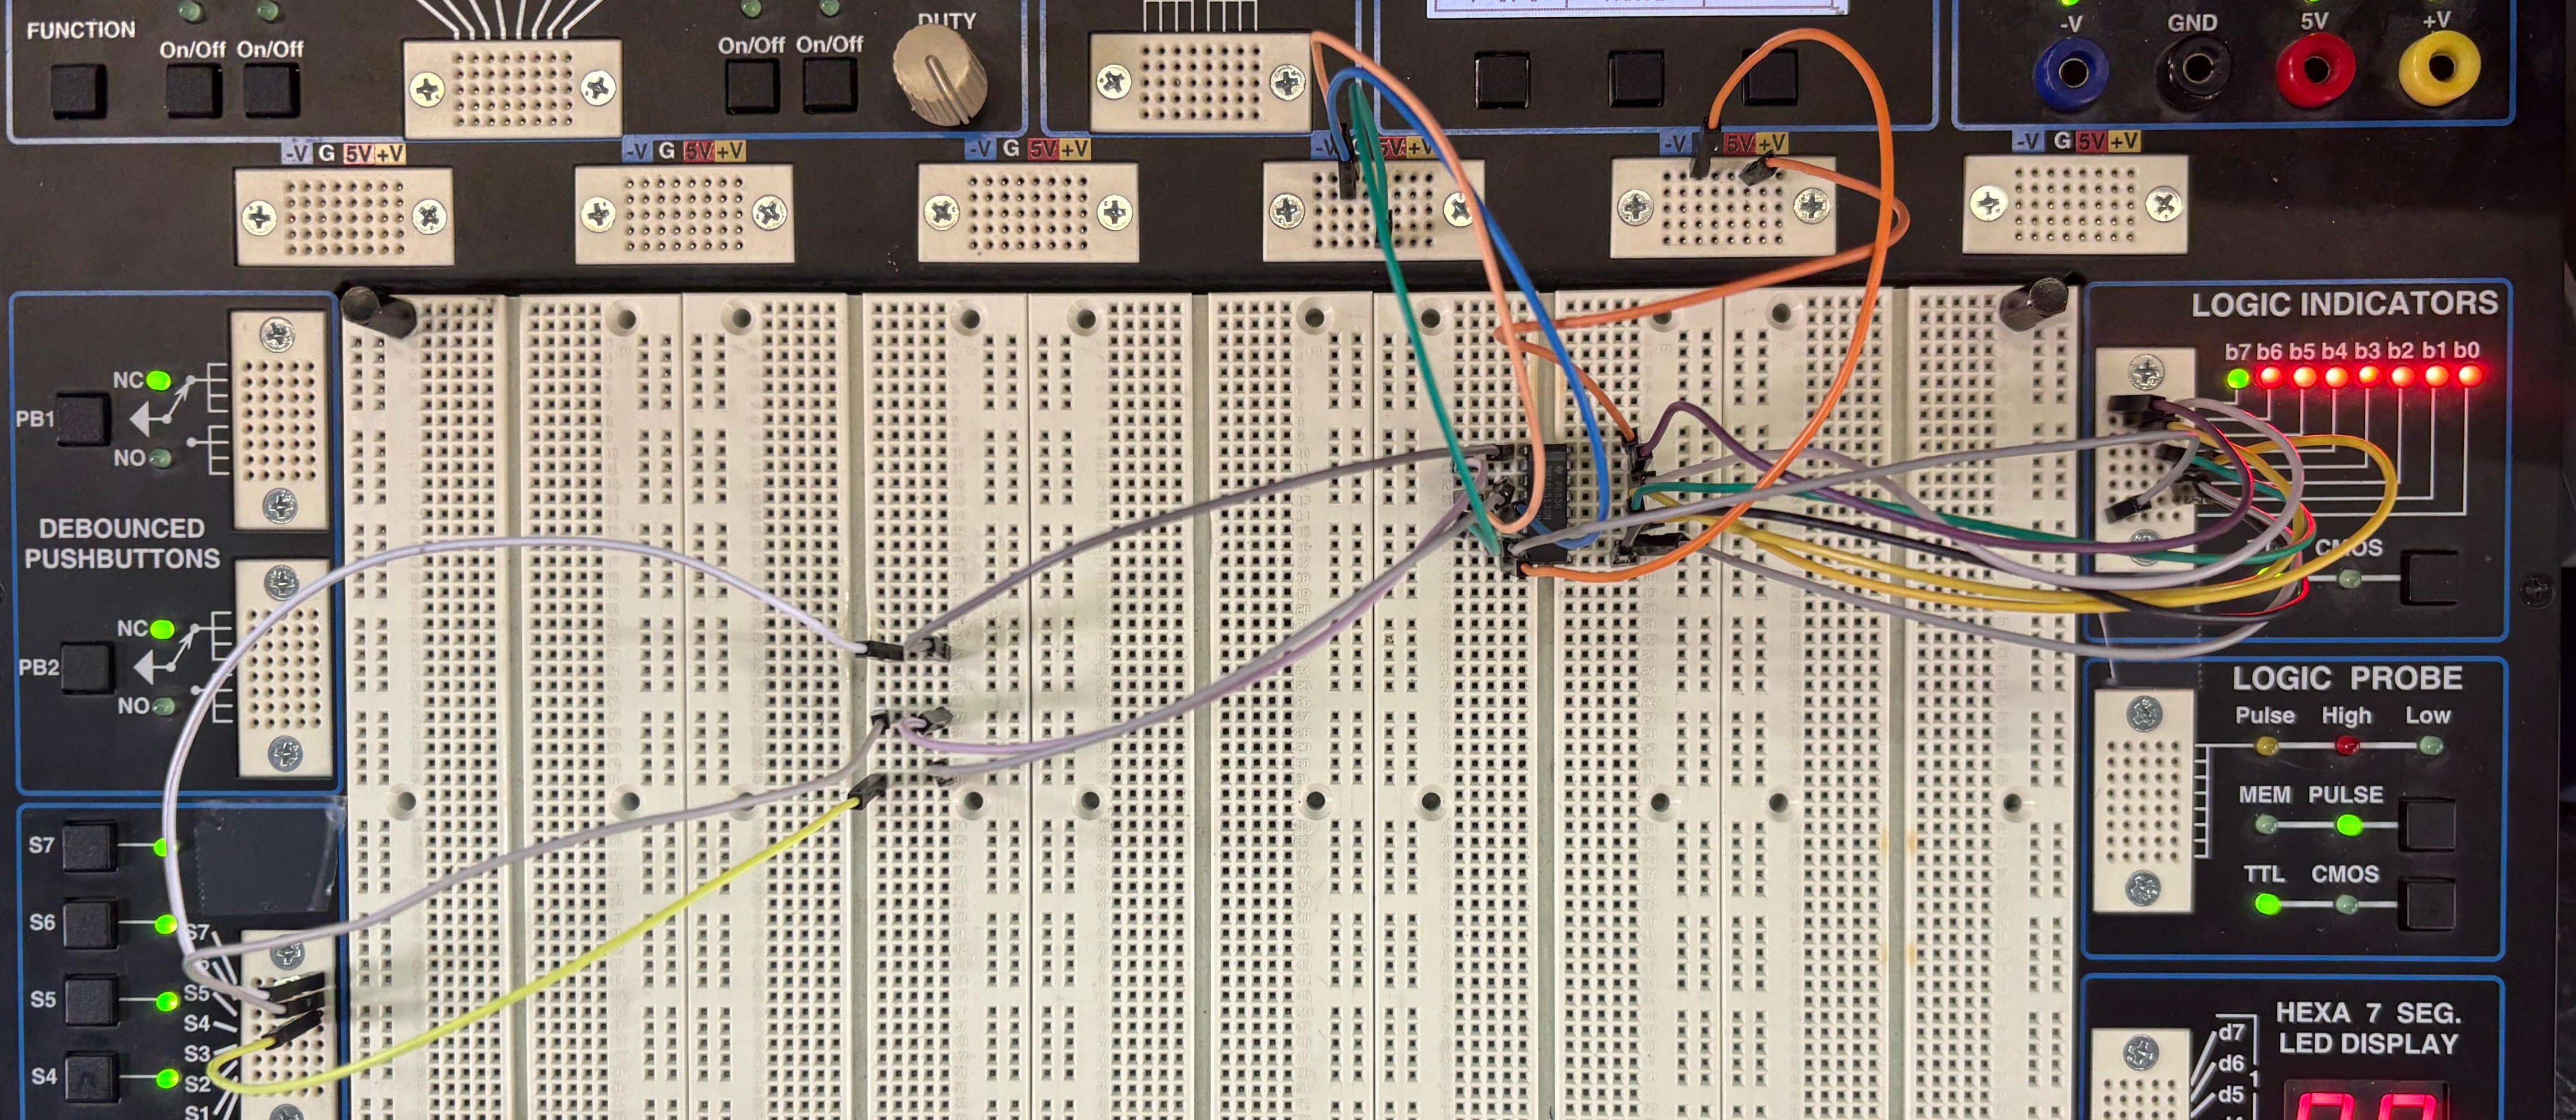 FUNCTION
On/Off On/Off
On/Off On/Off
DUTY
-V GND 5V +V
-V G 5V +V
-V G 5V +V
-V G 5V +V
5V +V
-V 5V +V
-V G 5V +V
LOGIC INDICATORS
b7 b6 b5 b4 b3 b2 b1 b0
CMOS
PB1
NC
NO
DEBOUNCED
PUSHBUTTONS
PB2
NC
NO
LOGIC PROBE
Pulse High Low
MEM PULSE
TTL CMOS
S7
S6
S5
S4
S7
S5
S4
S3
S2
S1
HEXA 7 SEG.
LED DISPLAY
d7
d6
d5
1